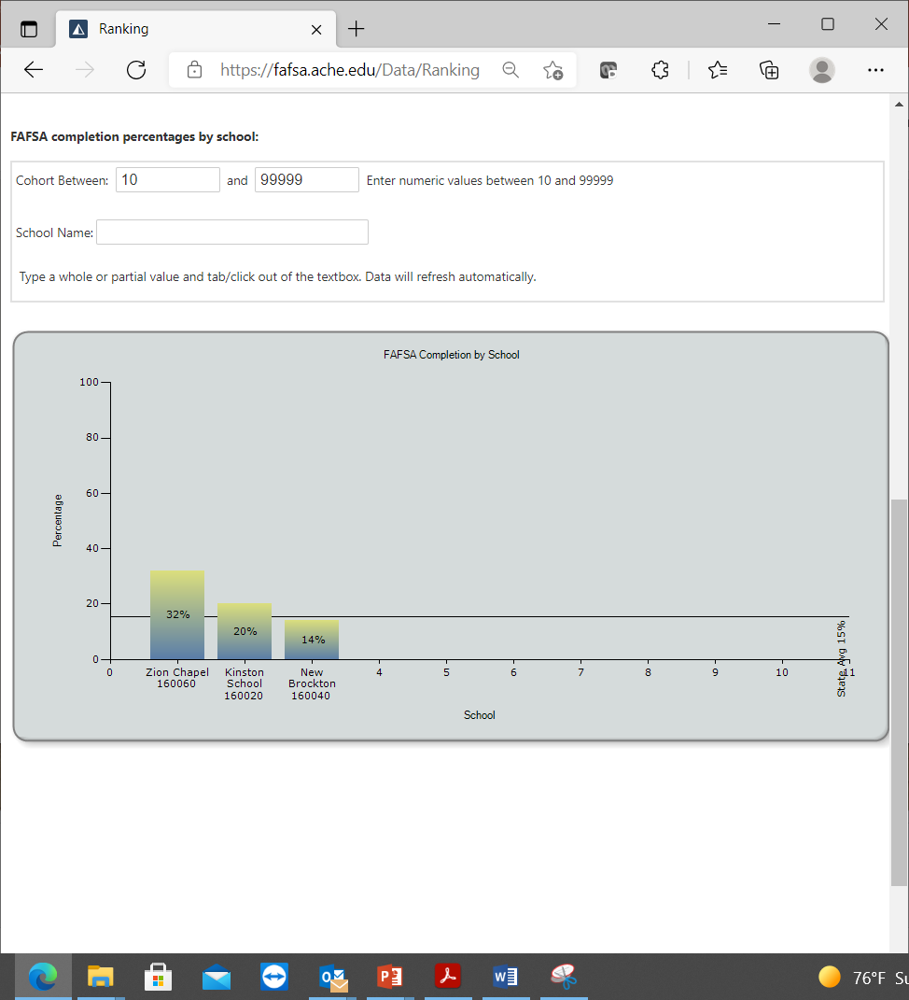 Ranking
https://fafsa.ache.edu/Data/Ranking
FAFSA completion percentages by school:
Cohort Between: 10 and 99999 Enter numeric values between 10 and 99999
School Name:
Type a whole or partial value and tab/click out of the textbox. Data will refresh automatically.
FAFSA Completion by School
100
80
60
40
20
0
Percentage
32%
20%
14%
State Avg 15%
0 Zion Chapel Kinston New 4 5 6 7 8 9 10 11
160060 School Brockton
160020 160040
School
76°F Su